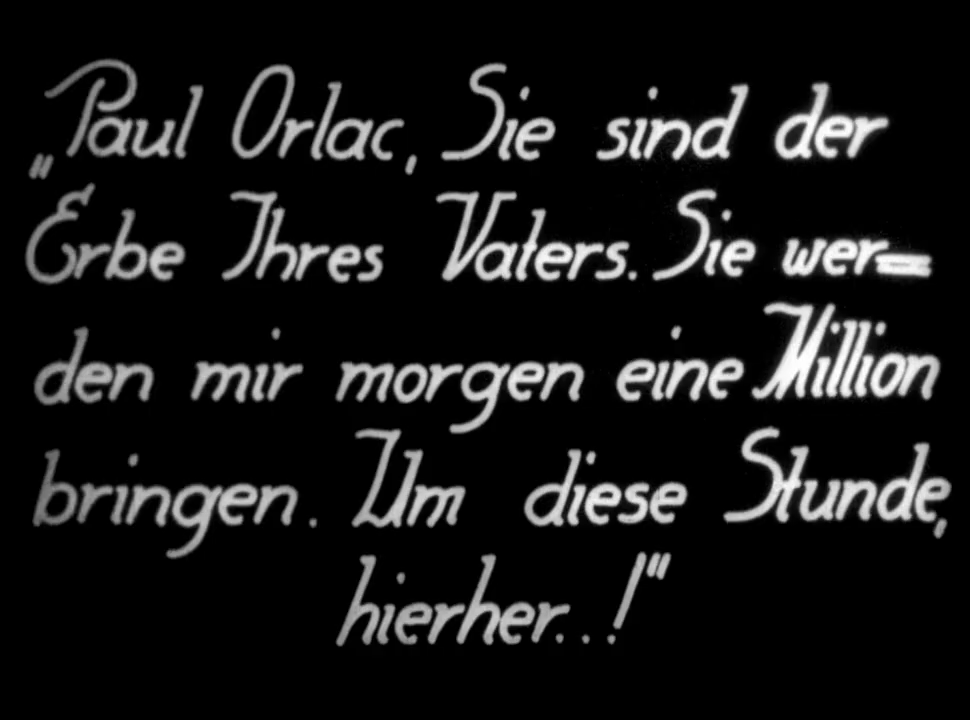 „Paul Orlac, Sie sind der
Erbe Ihres Vaters. Sie wer=
den mir morgen eine Million
bringen. Um diese Stunde,
hierher...!"